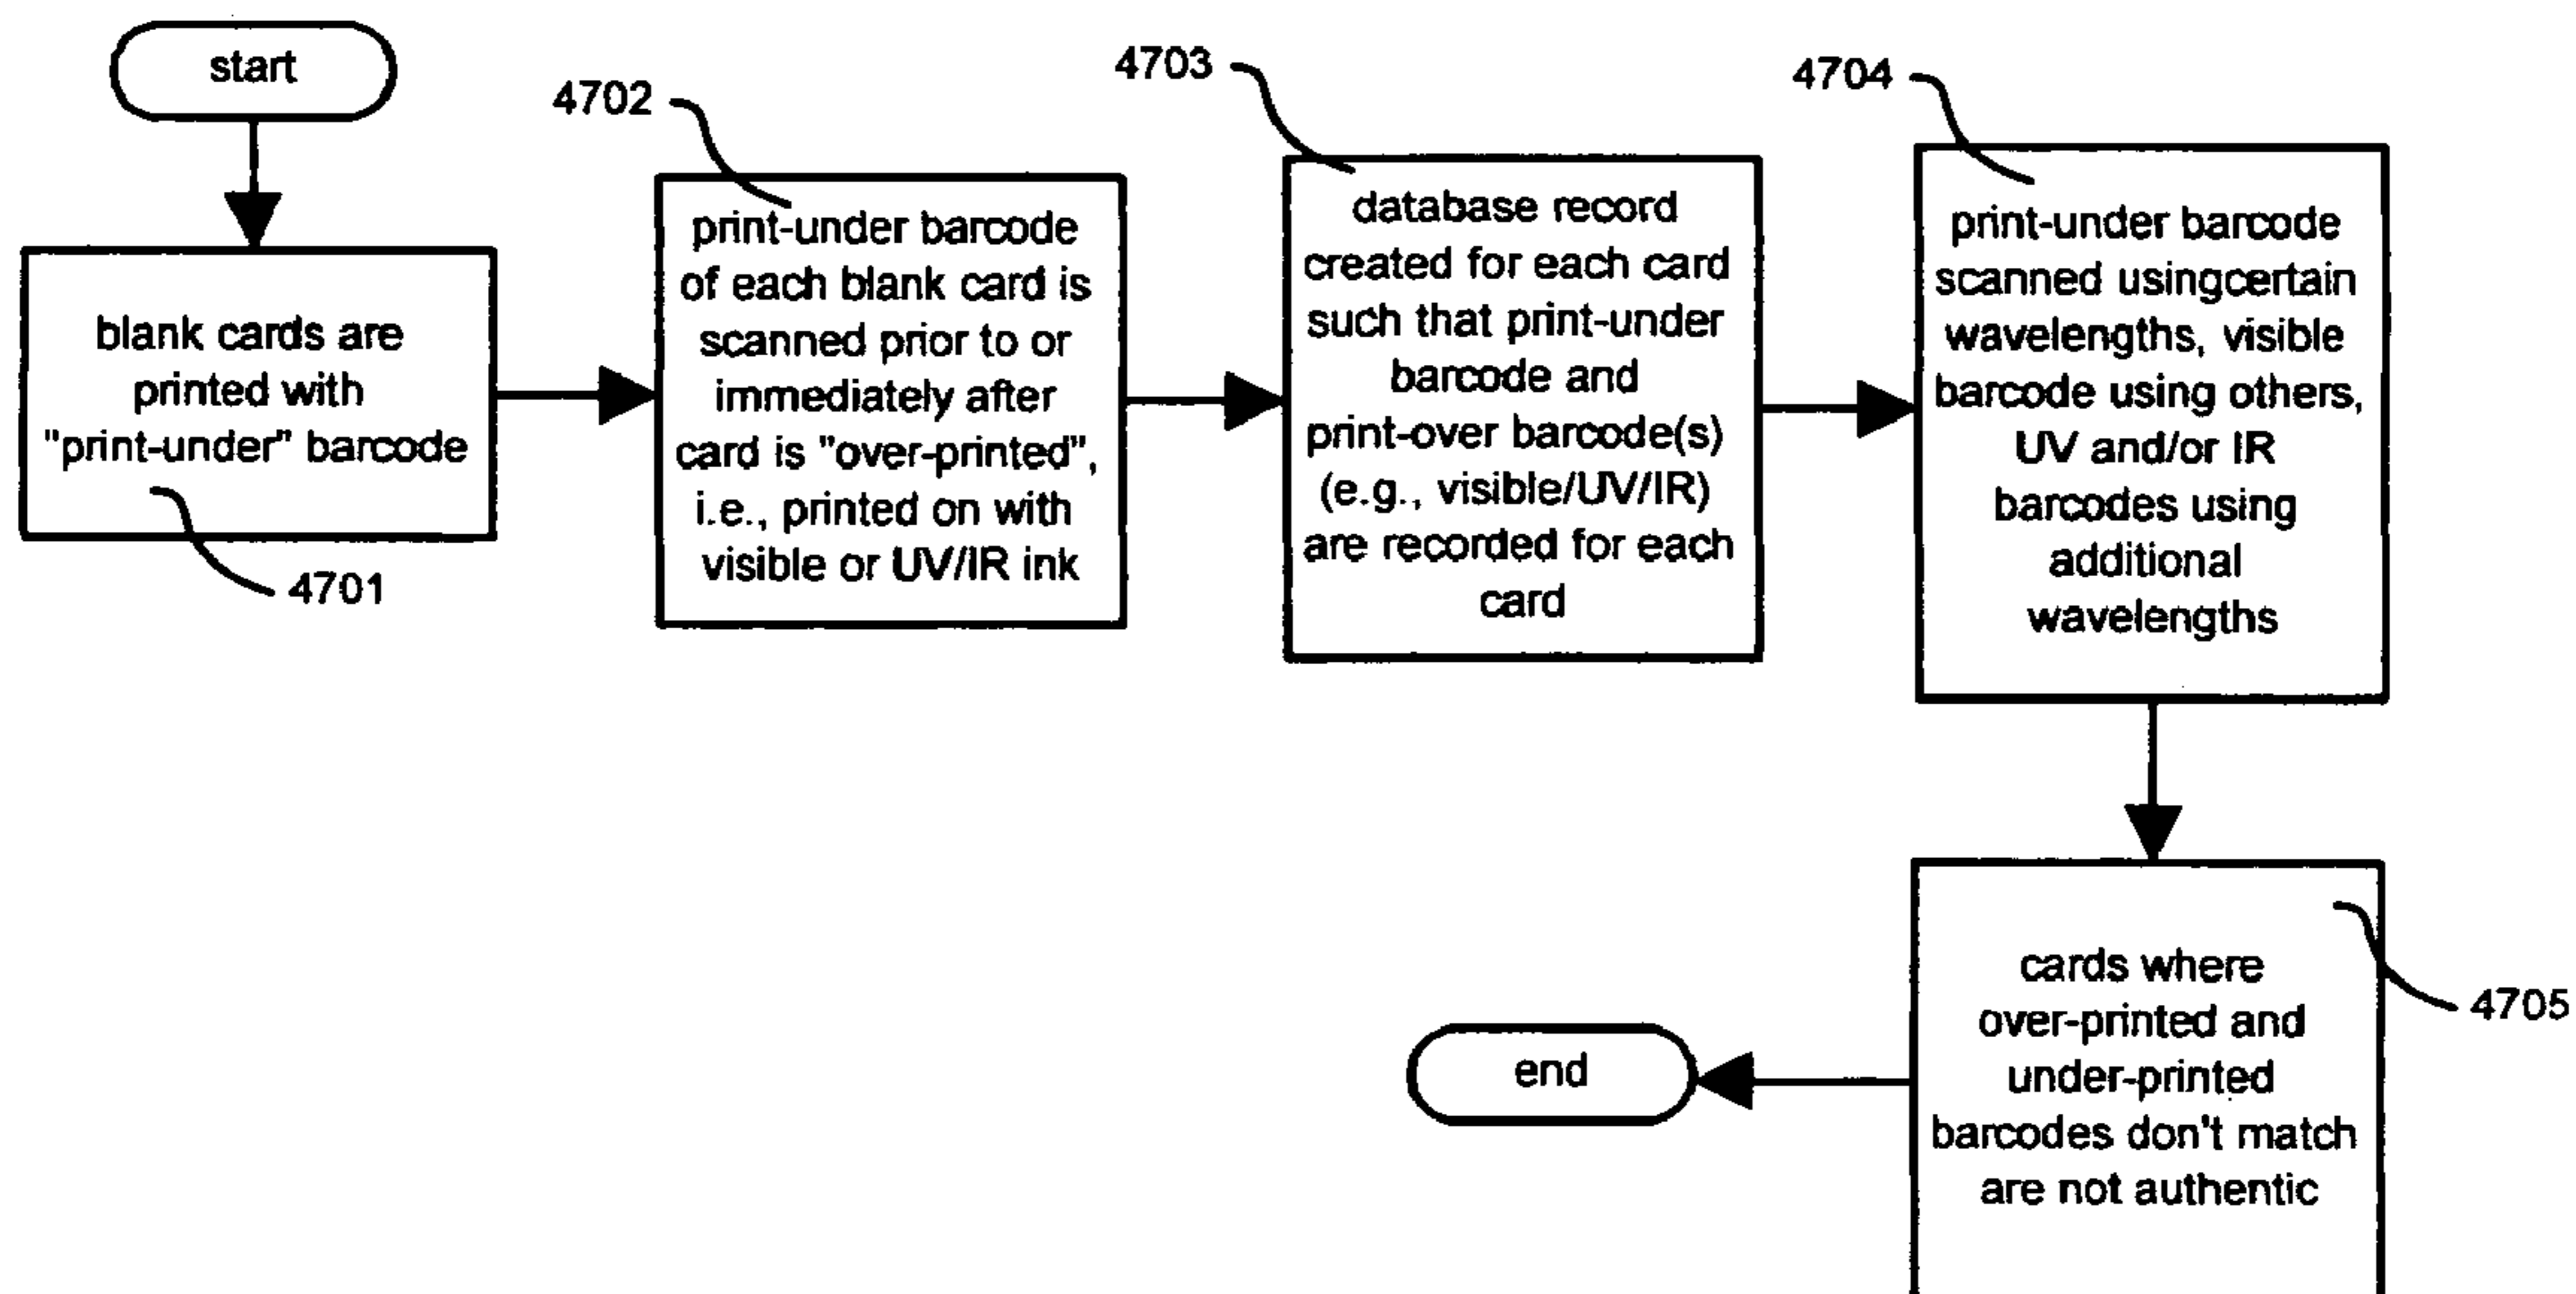 start
blank cards are
printed with
"print-under" barcode
4701
4702
print-under barcode
of each blank card is
scanned prior to or
immediately after
card is "over-printed",
i.e., printed on with
visible or UV/IR ink
4703
database record
created for each card
such that print-under
barcode and
print-over barcode(s)
(e.g., visible/UV/IR)
are recorded for each
card
4704
print-under barcode
scanned usingcertain
wavelengths, visible
barcode using others,
UV and/or IR
barcodes using
additional
wavelengths
cards where
over-printed and
under-printed
barcodes don't match
are not authentic
4705
end